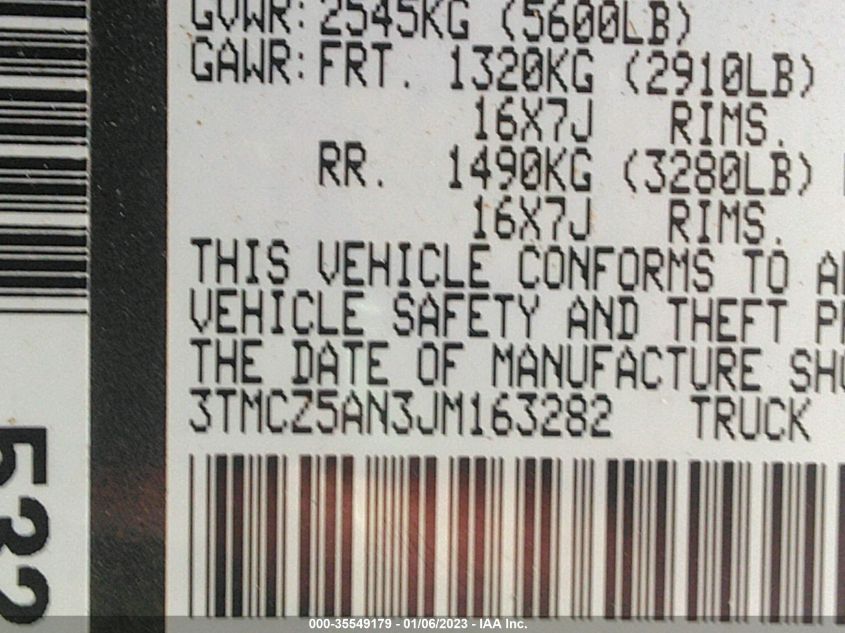 GVWR: 2545KG (5600LB)
GAWR: FRT. 1320KG (2910LB)
16X7J RIMS.
RR. 1490KG (3280LB)
16X7J RIMS.
THIS VEHICLE CONFORMS TO
VEHICLE SAFETY AND THEFT
THE DATE OF MANUFACTURE
3TMCZ5AN3JM163282 TRUCK
532
000-35549179 - 01/06/2023 - IAA Inc.